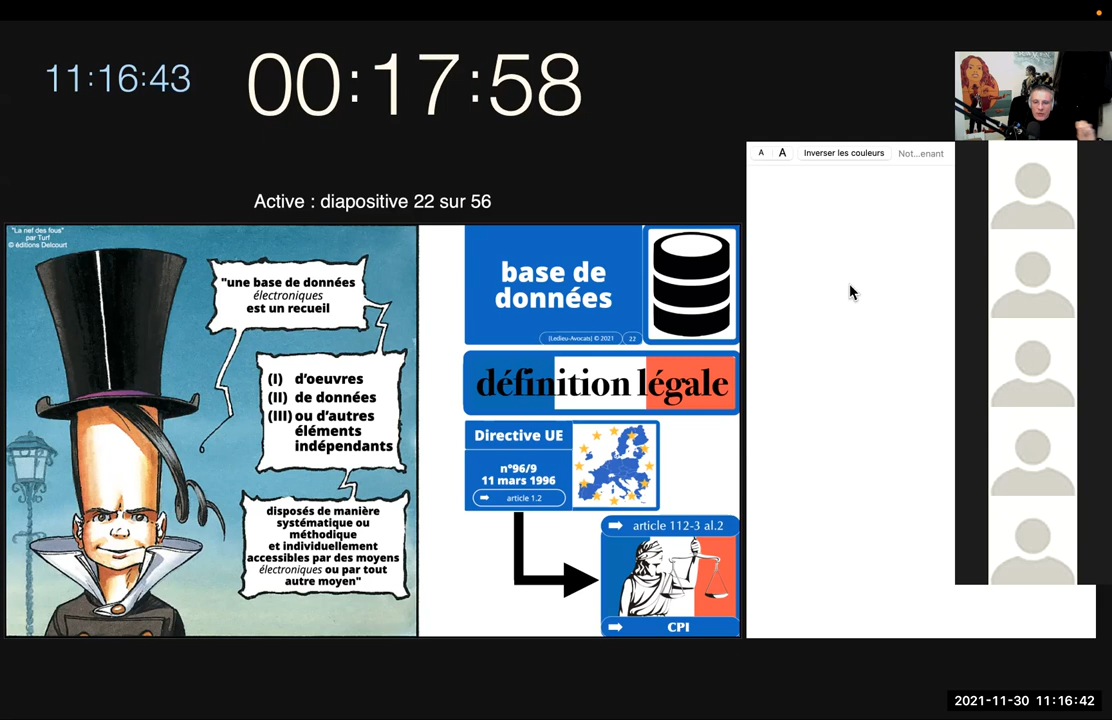 11:16:43
00:17:58
Active : diapositive 22 sur 56
A A Inverser les couleurs Not...enant
"La nef des fous"
par Turf
© éditions Delcourt
"une base de données
électroniques
est un recueil
(I) d'oeuvres
(II) de données
(III) ou d'autres
éléments
indépendants
disposés de manière
systématique ou
méthodique
et individuellement
accessibles par des moyens
électroniques ou par tout
autre moyen"
base de
données
[Ledieu-Avocats] © 2021 22
définition légale
Directive UE
n°96/9
11 mars 1996
article 1.2
article 112-3 al.2
CPI
2021-11-30 11:16:42